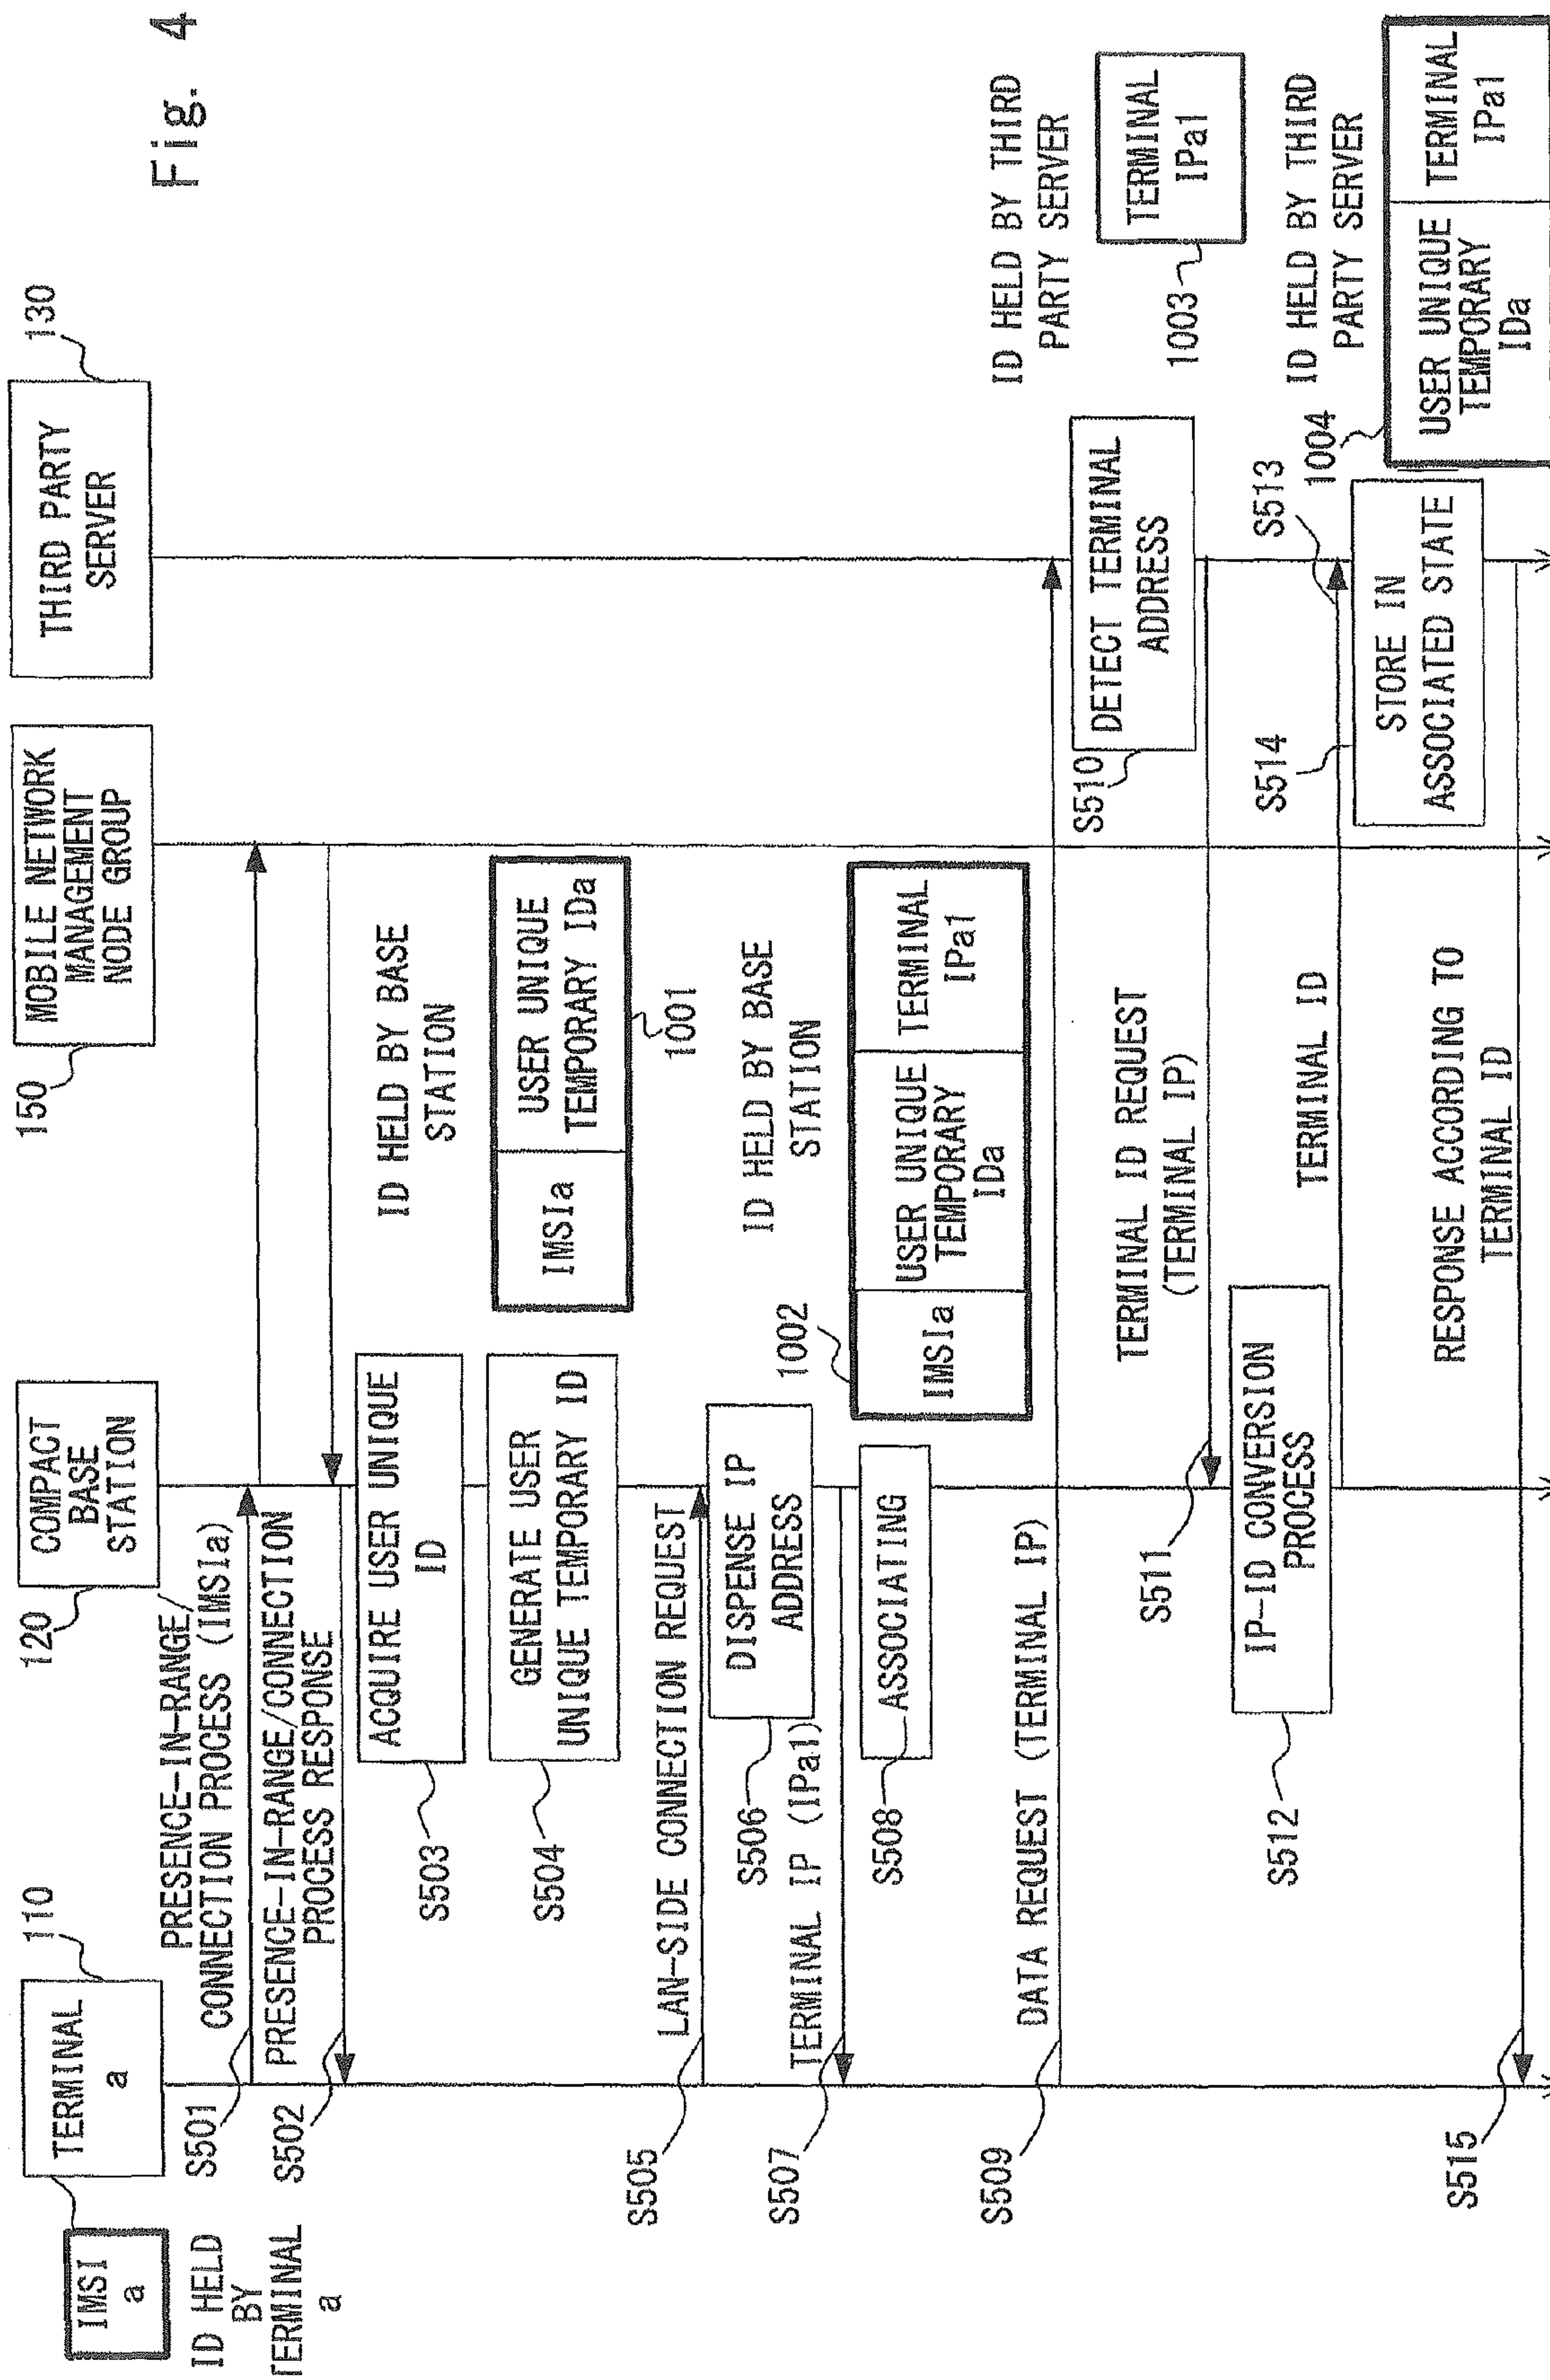 Fig. 4
IMSI
a
ID HELD
BY
TERMINAL
a
TERMINAL
a
110
COMPACT
BASE
STATION
120
MOBILE NETWORK
MANAGEMENT
NODE GROUP
150
THIRD PARTY
SERVER
130
PRESENCE-IN-RANGE/
CONNECTION PROCESS (IMSIa)
S501
PRESENCE-IN-RANGE/CONNECTION
PROCESS RESPONSE
S502
ACQUIRE USER UNIQUE
ID
S503
ID HELD BY BASE
STATION
GENERATE USER
UNIQUE TEMPORARY ID
S504
IMSIa
USER UNIQUE
TEMPORARY IDa
1001
LAN-SIDE CONNECTION REQUEST
S505
DISPENSE IP
ADDRESS
S506
ID HELD BY BASE
STATION
TERMINAL IP (IPa1)
S507
ASSOCIATING
S508
1002
IMSIa
USER UNIQUE
TEMPORARY
IDa
TERMINAL
IPa1
DATA REQUEST (TERMINAL IP)
S509
DETECT TERMINAL
ADDRESS
S510
ID HELD BY THIRD
PARTY SERVER
TERMINAL
IPa1
1003
TERMINAL ID REQUEST
(TERMINAL IP)
S511
IP-ID CONVERSION
PROCESS
S512
TERMINAL ID
S513
STORE IN
ASSOCIATED STATE
S514
ID HELD BY THIRD
PARTY SERVER
1004
USER UNIQUE
TEMPORARY
IDa
TERMINAL
IPa1
RESPONSE ACCORDING TO
TERMINAL ID
S515